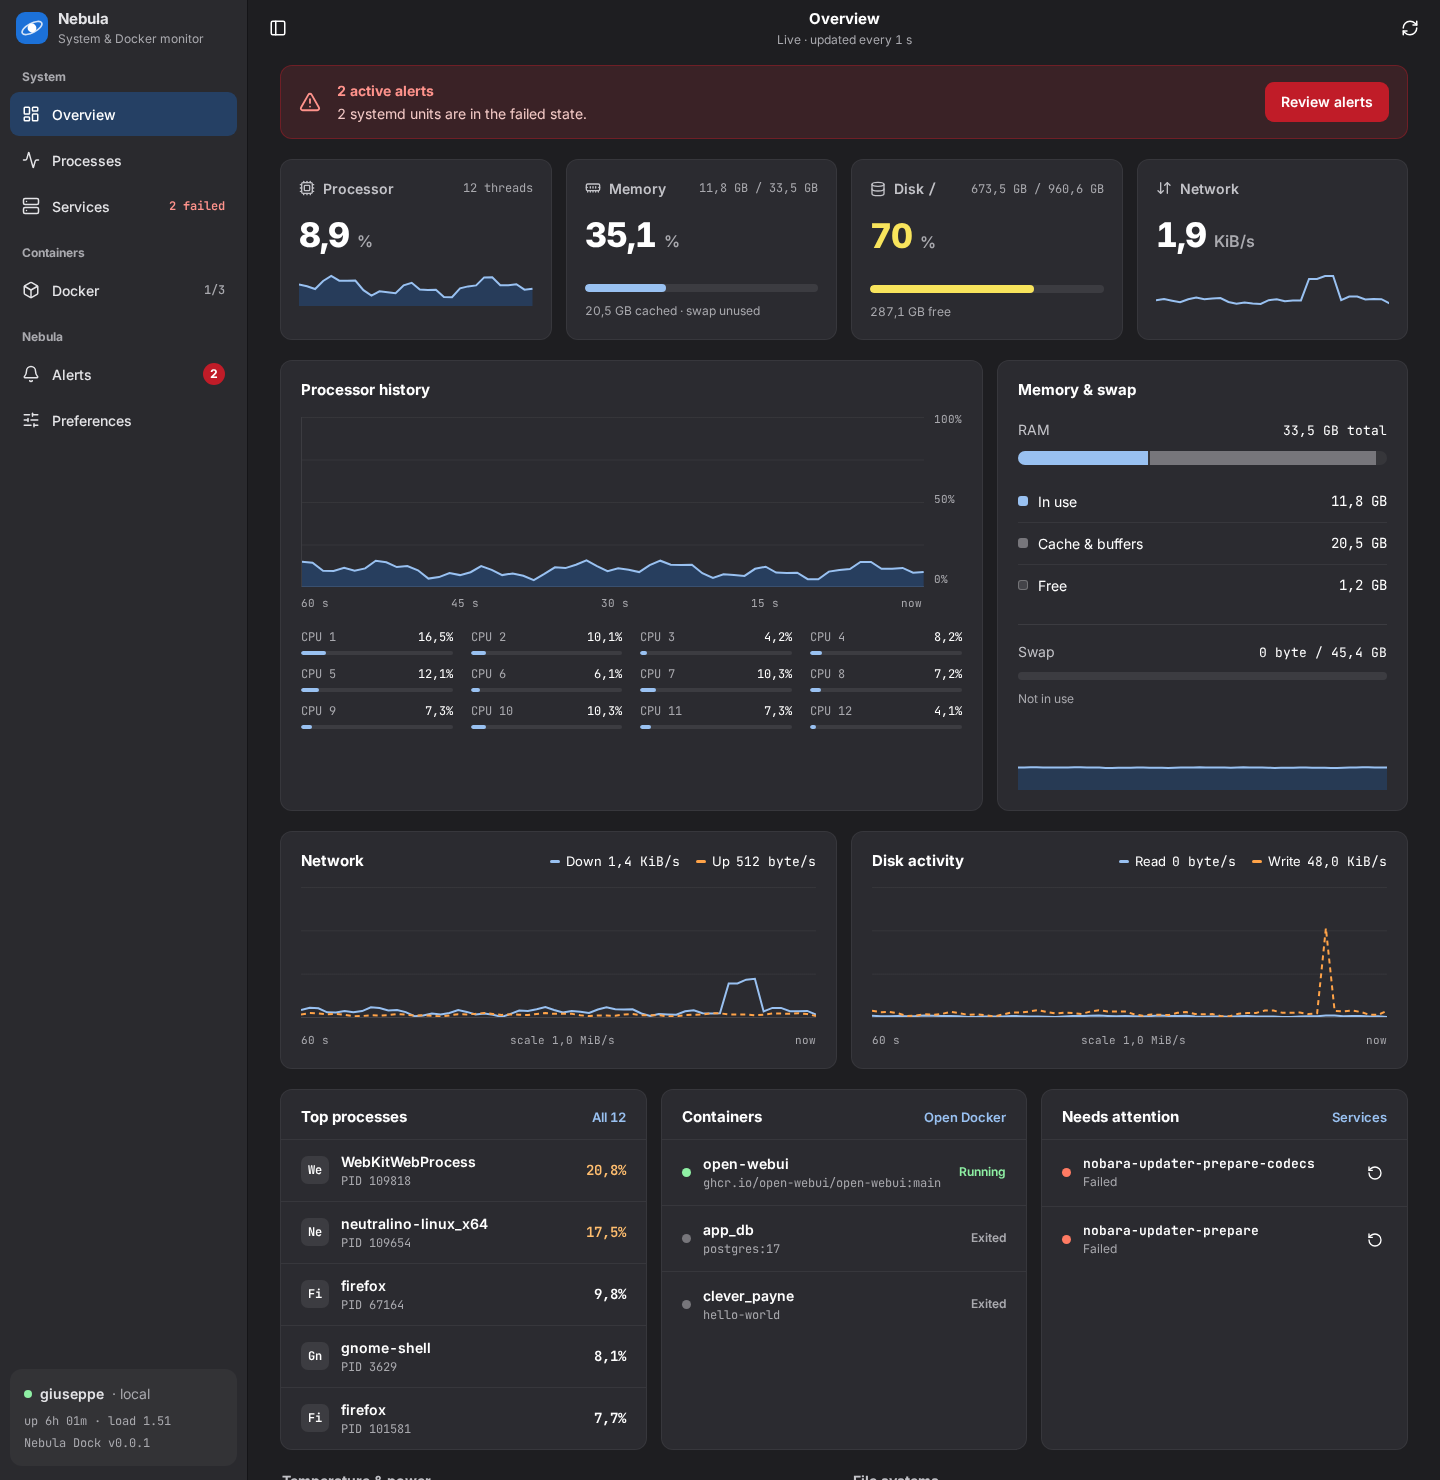 Nebula
System & Docker monitor
System
Overview
Processes
Services 2 failed
Containers
Docker 1/3
Nebula
Alerts 2
Preferences
giuseppe · local
up 6h 01m · load 1.51
Nebula Dock v0.0.1
Overview
Live · updated every 1 s
2 active alerts
2 systemd units are in the failed state.
Review alerts
Processor 12 threads
8,9 %
Memory 11,8 GB / 33,5 GB
35,1 %
20,5 GB cached · swap unused
Disk / 673,5 GB / 960,6 GB
70 %
287,1 GB free
Network
1,9 KiB/s
Processor history
100%
50%
0%
60 s 45 s 30 s 15 s now
CPU 1 16,5% CPU 2 10,1% CPU 3 4,2% CPU 4 8,2%
CPU 5 12,1% CPU 6 6,1% CPU 7 10,3% CPU 8 7,2%
CPU 9 7,3% CPU 10 10,3% CPU 11 7,3% CPU 12 4,1%
Memory & swap
RAM 33,5 GB total
In use 11,8 GB
Cache & buffers 20,5 GB
Free 1,2 GB
Swap 0 byte / 45,4 GB
Not in use
Network Down 1,4 KiB/s Up 512 byte/s
60 s scale 1,0 MiB/s now
Disk activity Read 0 byte/s Write 48,0 KiB/s
60 s scale 1,0 MiB/s now
Top processes All 12
We WebKitWebProcess 20,8%
PID 109818
Ne neutralino-linux_x64 17,5%
PID 109654
Fi firefox 9,8%
PID 67164
Gn gnome-shell 8,1%
PID 3629
Fi firefox 7,7%
PID 101581
Containers Open Docker
open-webui Running
ghcr.io/open-webui/open-webui:main
app_db Exited
postgres:17
clever_payne Exited
hello-world
Needs attention Services
nobara-updater-prepare-codecs
Failed
nobara-updater-prepare
Failed
Temperature & power
File systems